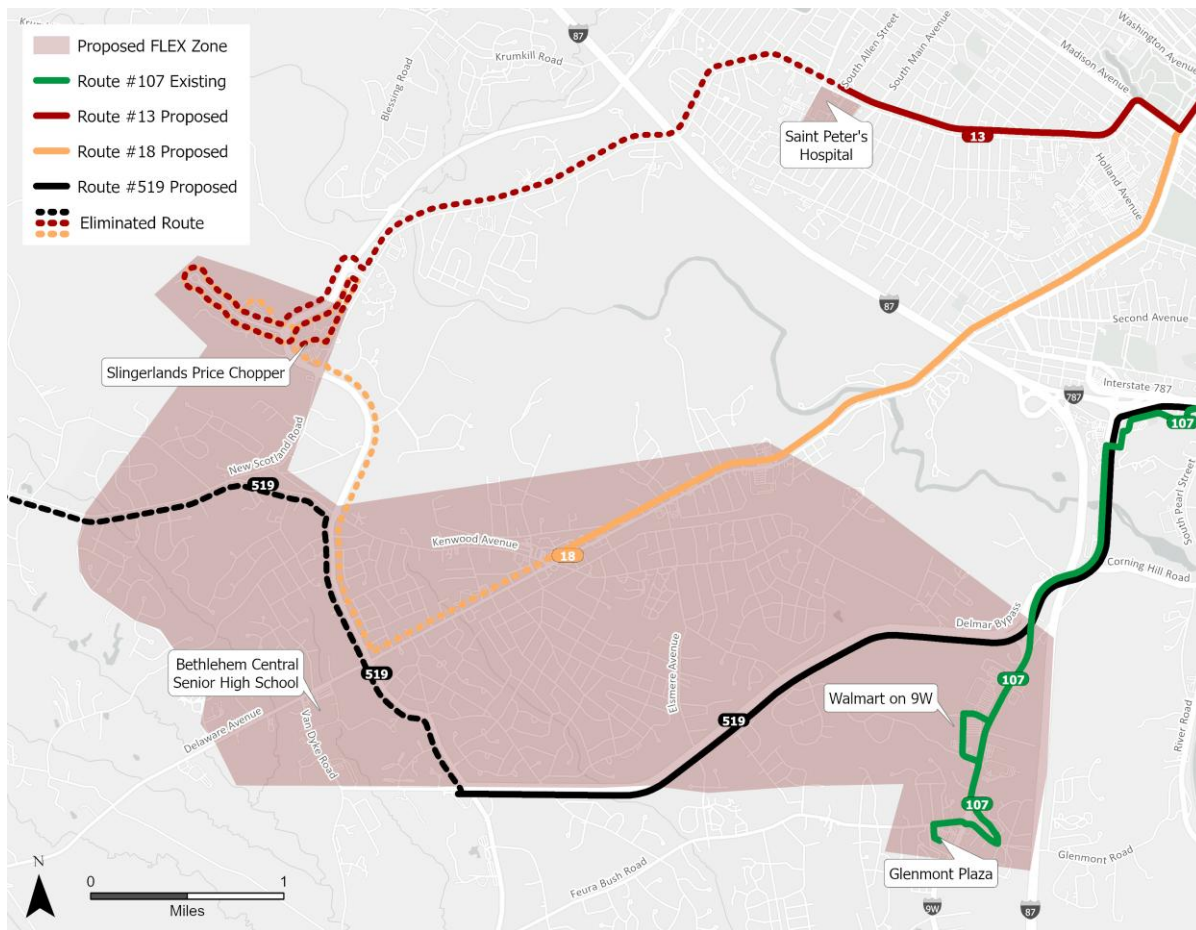 Proposed FLEX Zone
Route #107 Existing
Route #13 Proposed
Route #18 Proposed
Route #519 Proposed
Eliminated Route
87
Krumkill Road
Blessing Road
South Allen Street
South Main Avenue
Madison Avenue
Washington Avenue
Saint Peter's
Hospital
13
Holland Avenue
87
Second Avenue
Interstate 787
787
107
Slingerlands Price Chopper
New Scotland Road
519
South Pearl Street
Kenwood Avenue
18
Corning Hill Road
Delmar Bypass
Bethlehem Central
Senior High School
519
Elsmere Avenue
107
Walmart on 9W
519
Delaware Avenue
Van Dyke Road
River Road
107
Glenmont Plaza
Glenmont Road
Feura Bush Road
9W
87
N
0
1
Miles